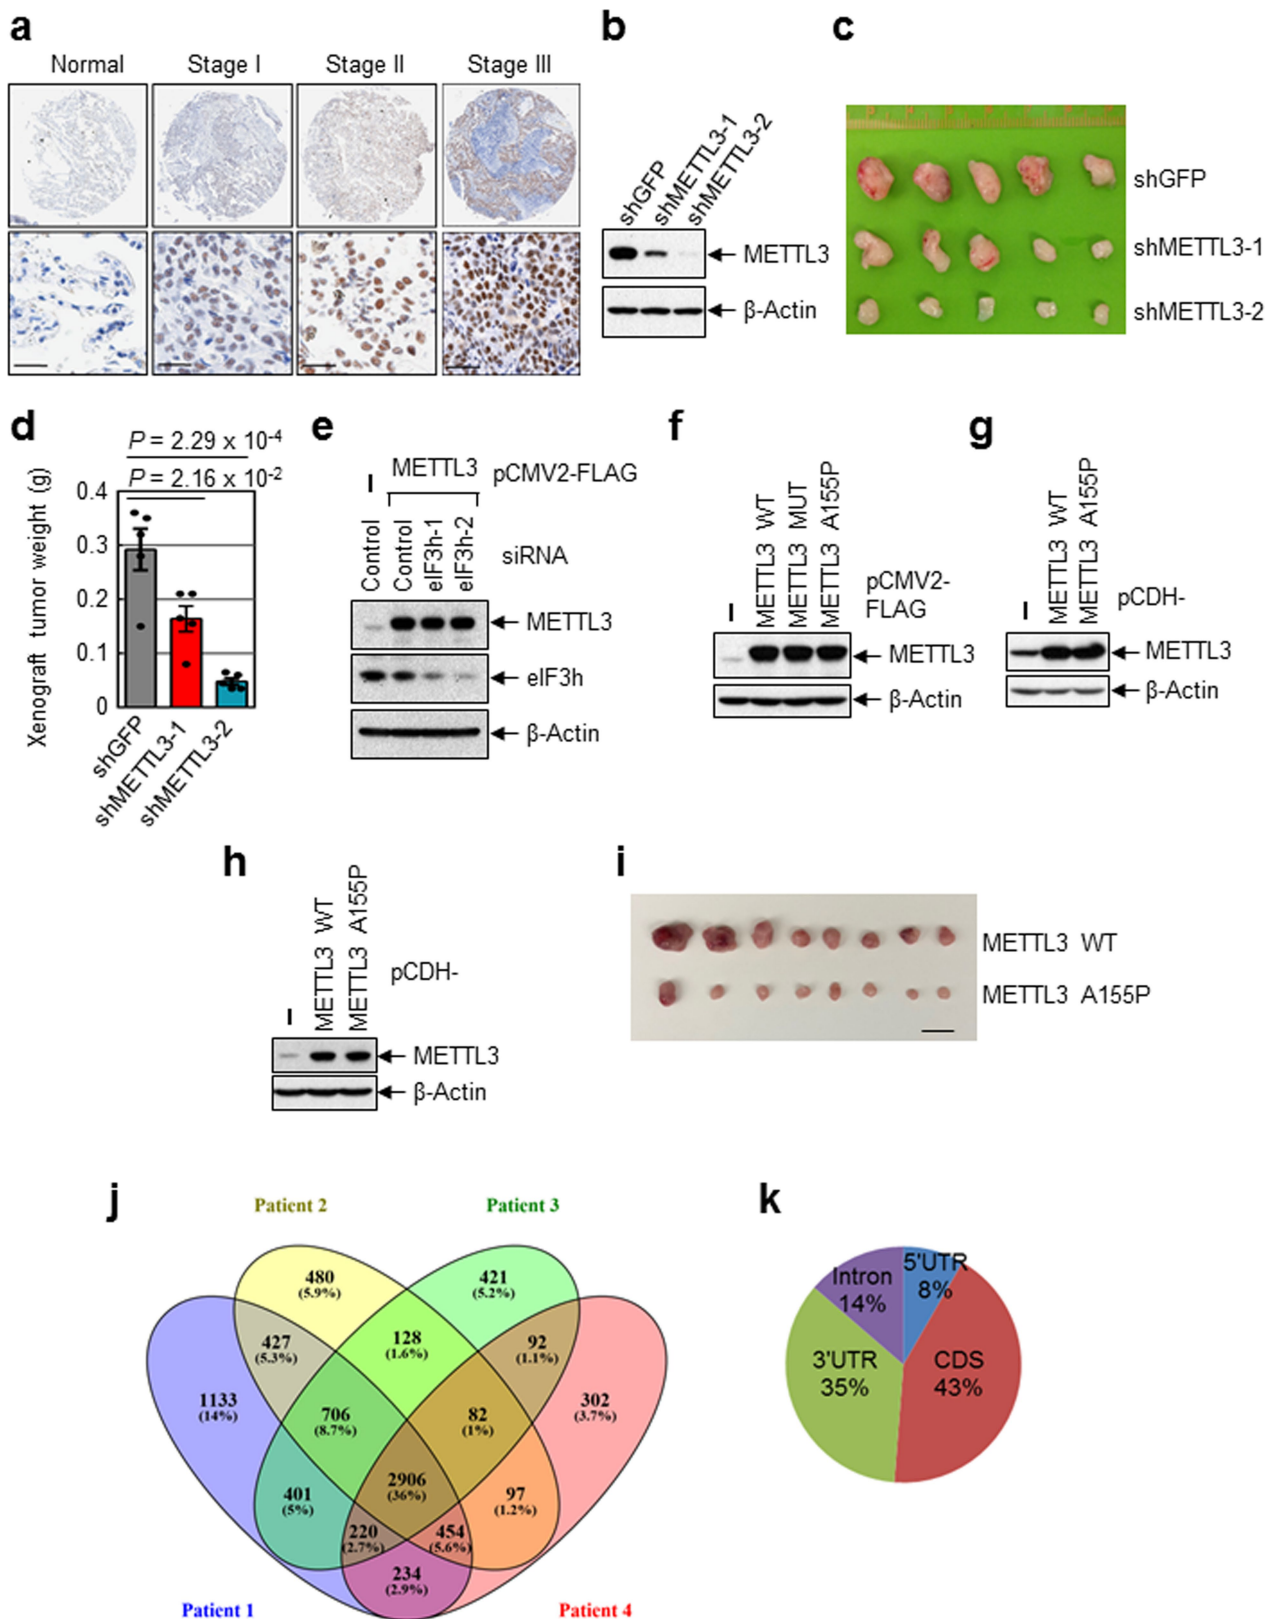 a
Normal
Stage I
Stage II
Stage III
b
shGFP
shMETTL3-1
shMETTL3-2
METTL3
β-Actin
c
shGFP
shMETTL3-1
shMETTL3-2
d
P = 2.29 x 10-4
P = 2.16 x 10-2
Xenograft tumor weight (g)
0.4
0.3
0.2
0.1
0
shGFP
shMETTL3-1
shMETTL3-2
e
– METTL3 pCMV2-FLAG
Control
Control
eIF3h-1
eIF3h-2
siRNA
METTL3
eIF3h
β-Actin
f
–
METTL3 WT
METTL3 MUT
METTL3 A155P
pCMV2-
FLAG
METTL3
β-Actin
g
–
METTL3 WT
METTL3 A155P
pCDH-
METTL3
β-Actin
h
–
METTL3 WT
METTL3 A155P
pCDH-
METTL3
β-Actin
i
METTL3 WT
METTL3 A155P
j
Patient 2
Patient 3
480
(5.9%)
421
(5.2%)
427
(5.3%)
128
(1.6%)
92
(1.1%)
1133
(14%)
706
(8.7%)
82
(1%)
302
(3.7%)
401
(5%)
2906
(36%)
97
(1.2%)
220
(2.7%)
454
(5.6%)
234
(2.9%)
Patient 1
Patient 4
k
5'UTR
8%
Intron
14%
3'UTR
35%
CDS
43%